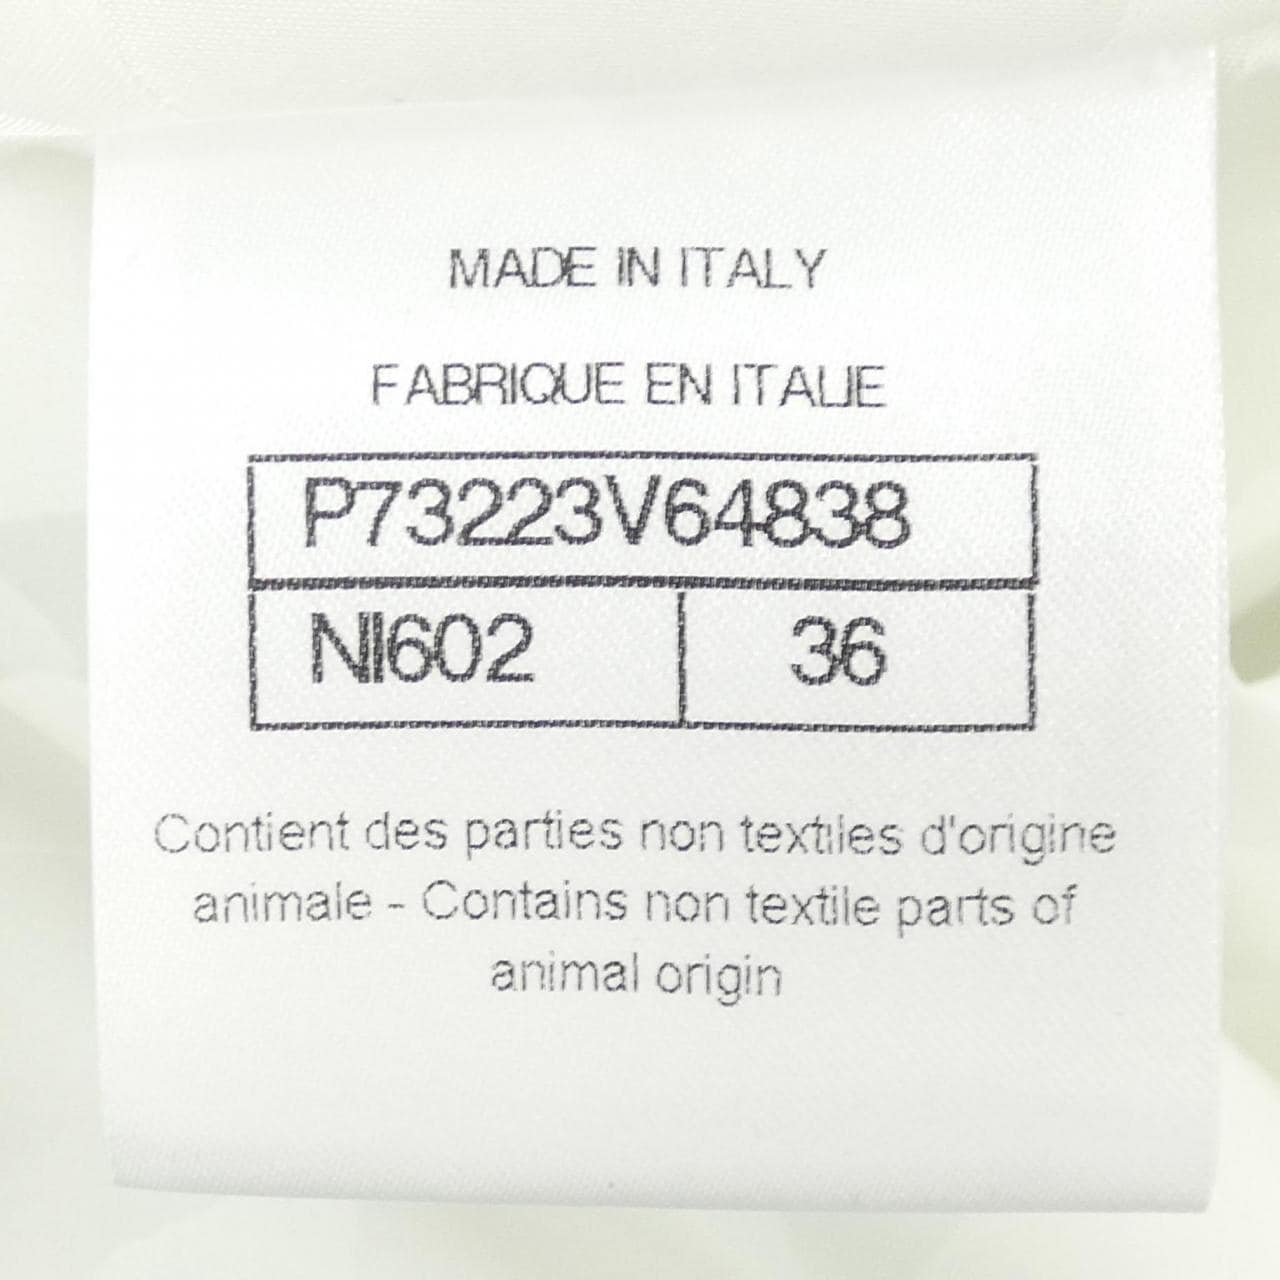 MADE IN ITALY
FABRIQUE EN ITALIE
P73223V64838
NI602 36
Contient des parties non textiles d'origine
animale - Contains non textile parts of
animal origin